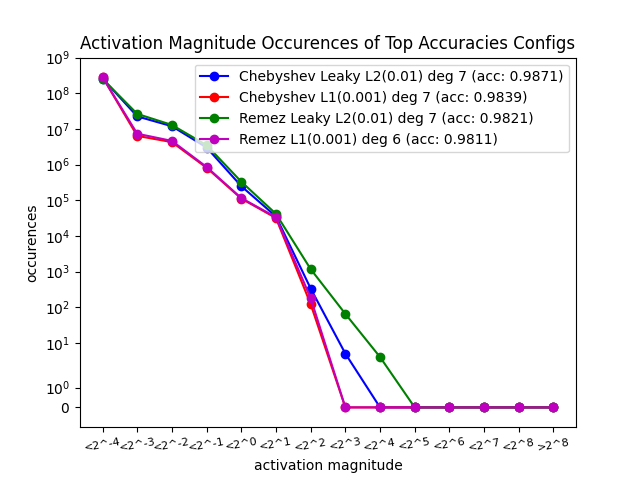 Activation Magnitude Occurences of Top Accuracies Configs
Chebyshev Leaky L2(0.01) deg 7 (acc: 0.9871)
Chebyshev L1(0.001) deg 7 (acc: 0.9839)
Remez Leaky L2(0.01) deg 7 (acc: 0.9821)
Remez L1(0.001) deg 6 (acc: 0.9811)
occurences
10^9
10^8
10^7
10^6
10^5
10^4
10^3
10^2
10^1
10^0
0
<2^-4 <2^-3 <2^-2 <2^-1 <2^0 <2^1 <2^2 <2^3 <2^4 <2^5 <2^6 <2^7 <2^8 >2^8
activation magnitude